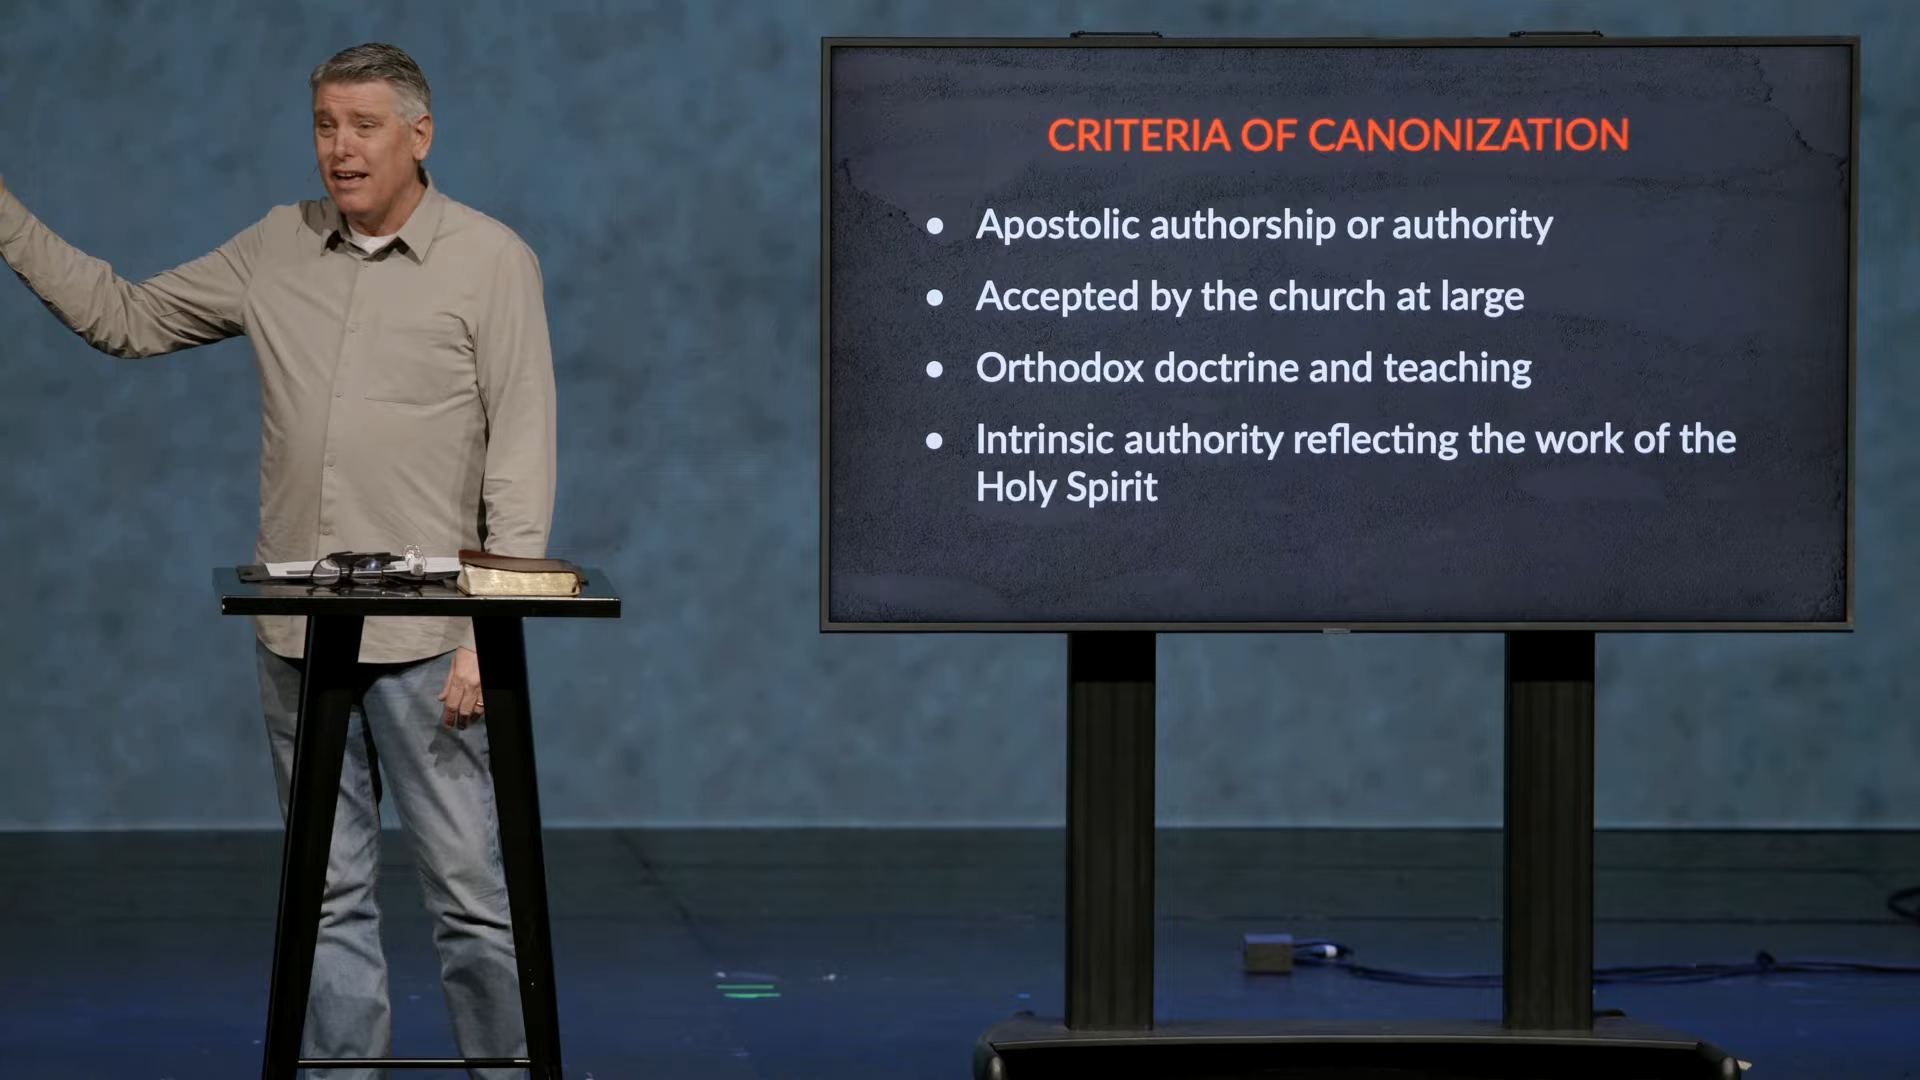 CRITERIA OF CANONIZATION
• Apostolic authorship or authority
• Accepted by the church at large
• Orthodox doctrine and teaching
• Intrinsic authority reflecting the work of the
Holy Spirit